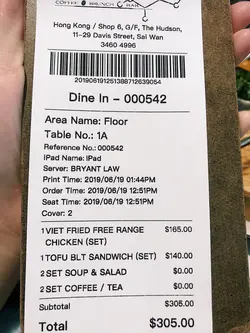 COFFEE BRUNCH BAR
Hong Kong / Shop 6, G/F, The Hudson,
11-29 Davis Street, Sai Wan
3460 4996
20190619125138871263 9054
Dine In - 000542
Area Name: Floor
Table No.: 1A
Reference No.: 000542
IPad Name: IPad
Server: BRYANT LAW
Print Time: 2019/06/19 01:44PM
Order Time: 2019/06/19 12:51PM
Seat Time: 2019/06/19 12:51PM
Cover: 2
1 VIET FRIED FREE RANGE $165.00
CHICKEN (SET)
1 TOFU BLT SANDWICH (SET) $140.00
2 SET SOUP & SALAD $0.00
2 SET COFFEE / TEA $0.00
Subtotal $305.00
Total $305.00